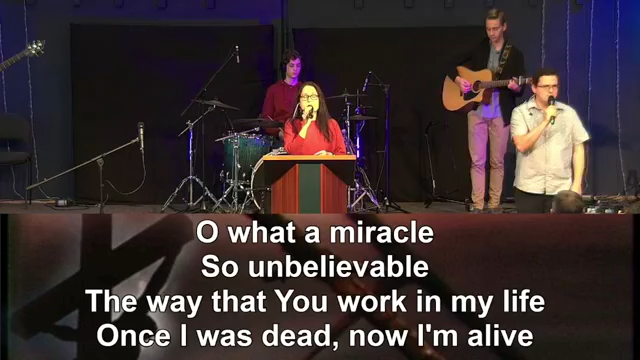 O what a miracle
So unbelievable
The way that You work in my life
Once I was dead, now I'm alive